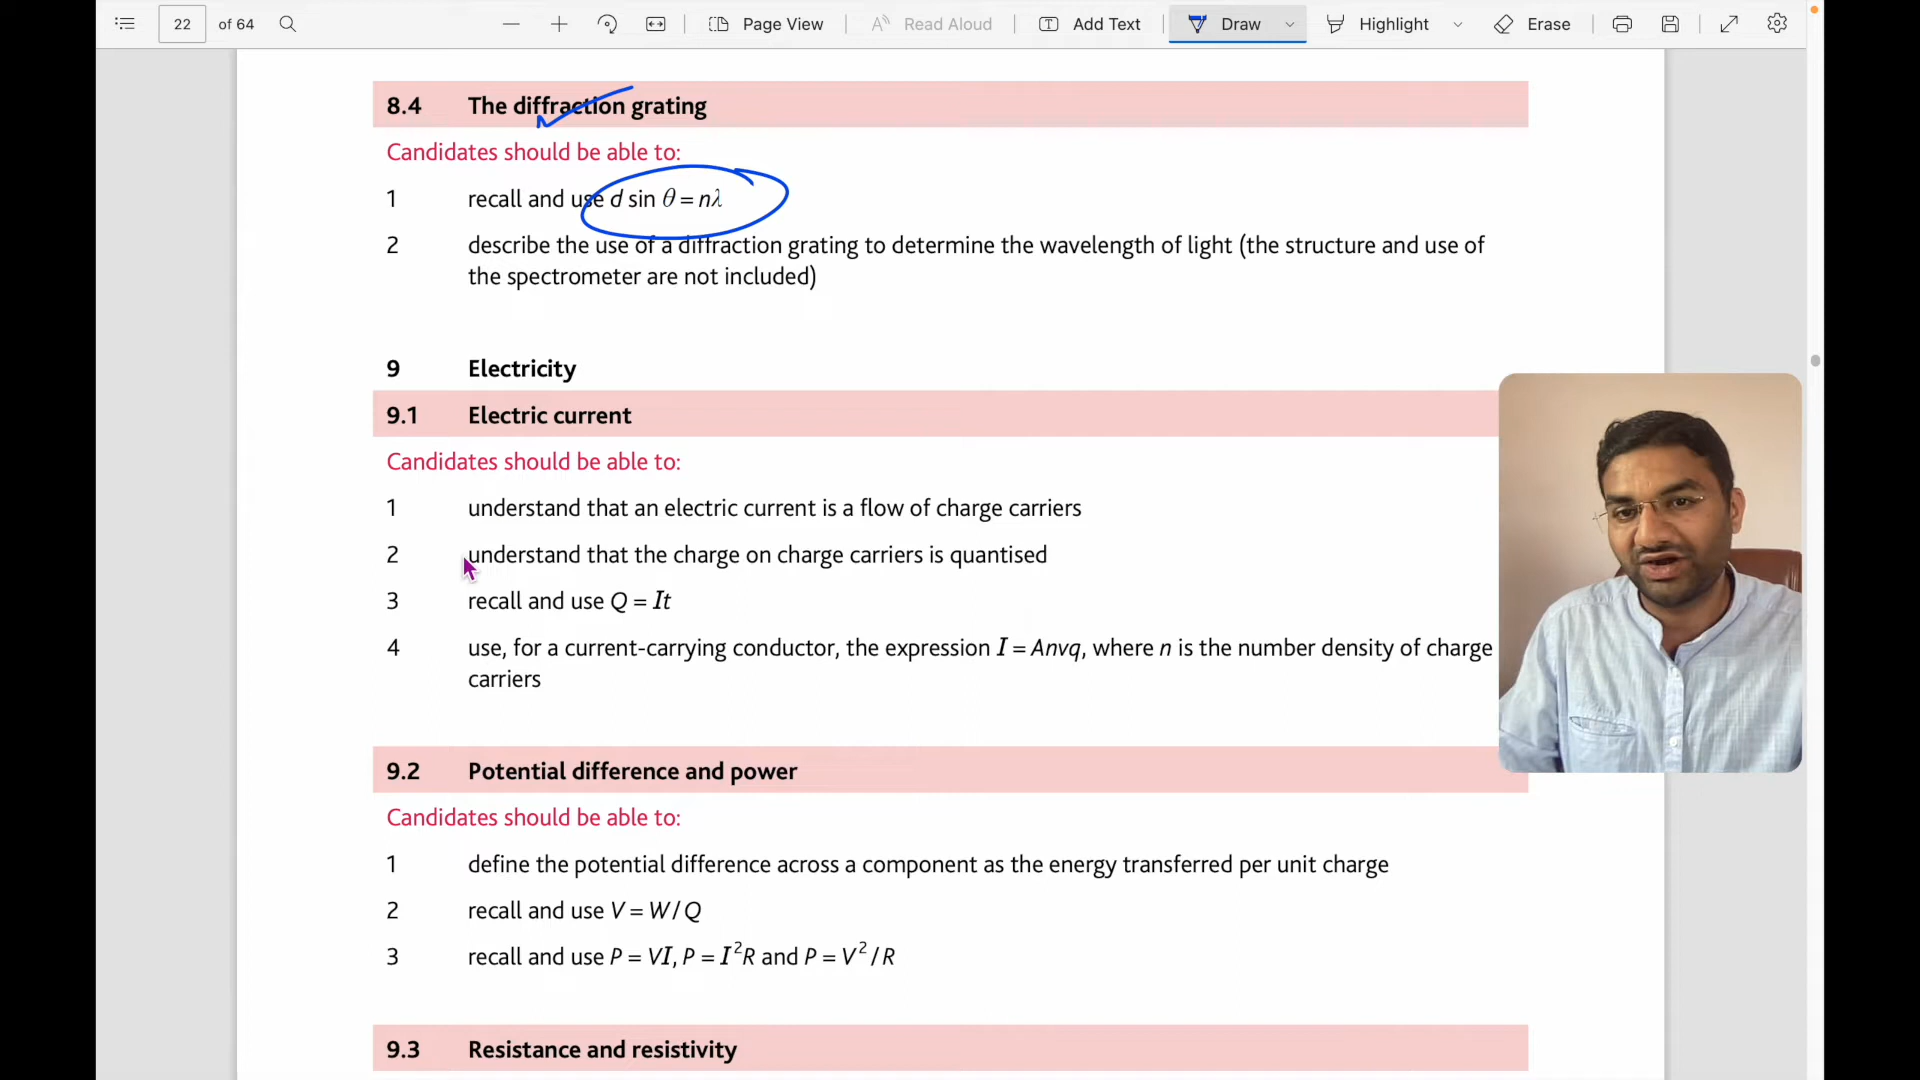 22 of 64 Page View Read Aloud Add Text Draw Highlight Erase
8.4 The diffraction grating
Candidates should be able to:
1 recall and use d sin θ = nλ
2 describe the use of a diffraction grating to determine the wavelength of light (the structure and use of
the spectrometer are not included)
9 Electricity
9.1 Electric current
Candidates should be able to:
1 understand that an electric current is a flow of charge carriers
2 understand that the charge on charge carriers is quantised
3 recall and use Q = It
4 use, for a current-carrying conductor, the expression I = Anvq, where n is the number density of charge
carriers
9.2 Potential difference and power
Candidates should be able to:
1 define the potential difference across a component as the energy transferred per unit charge
2 recall and use V = W / Q
3 recall and use P = VI, P = I²R and P = V² / R
9.3 Resistance and resistivity